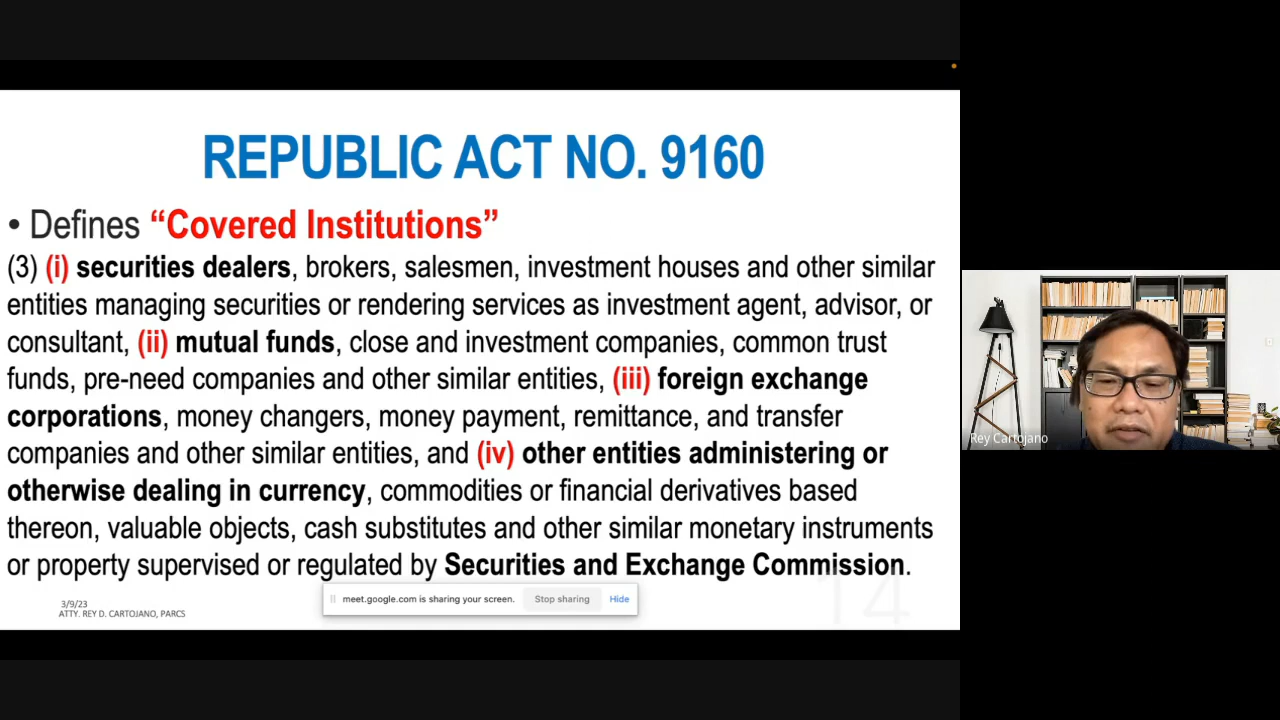 REPUBLIC ACT NO. 9160
• Defines “Covered Institutions”
(3) (i) securities dealers, brokers, salesmen, investment houses and other similar
entities managing securities or rendering services as investment agent, advisor, or
consultant, (ii) mutual funds, close and investment companies, common trust
funds, pre-need companies and other similar entities, (iii) foreign exchange
corporations, money changers, money payment, remittance, and transfer
companies and other similar entities, and (iv) other entities administering or
otherwise dealing in currency, commodities or financial derivatives based
thereon, valuable objects, cash substitutes and other similar monetary instruments
or property supervised or regulated by Securities and Exchange Commission.
14
3/9/23
ATTY. REY D. CARTOJANO, PARCS
meet.google.com is sharing your screen. Stop sharing Hide
Rey Cartojano